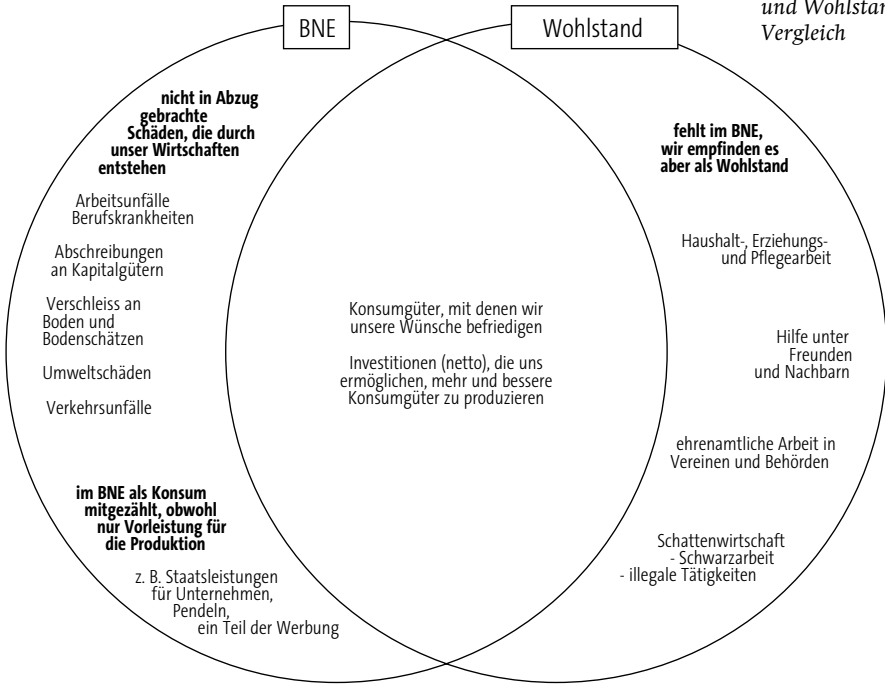 und Wohlstan
Vergleich
BNE
Wohlstand
nicht in Abzug
gebrachte
Schäden, die durch
unser Wirtschaften
entstehen
Arbeitsunfälle
Berufskrankheiten
Abschreibungen
an Kapitalgütern
Verschleiss an
Boden und
Bodenschätzen
Umweltschäden
Verkehrsunfälle
im BNE als Konsum
mitgezählt, obwohl
nur Vorleistung für
die Produktion
z. B. Staatsleistungen
für Unternehmen,
Pendeln,
ein Teil der Werbung
Konsumgüter, mit denen wir
unsere Wünsche befriedigen
Investitionen (netto), die uns
ermöglichen, mehr und bessere
Konsumgüter zu produzieren
fehlt im BNE,
wir empfinden es
aber als Wohlstand
Haushalt-, Erziehungs-
und Pflegearbeit
Hilfe unter
Freunden
und Nachbarn
ehrenamtliche Arbeit in
Vereinen und Behörden
Schattenwirtschaft
- Schwarzarbeit
- illegale Tätigkeiten